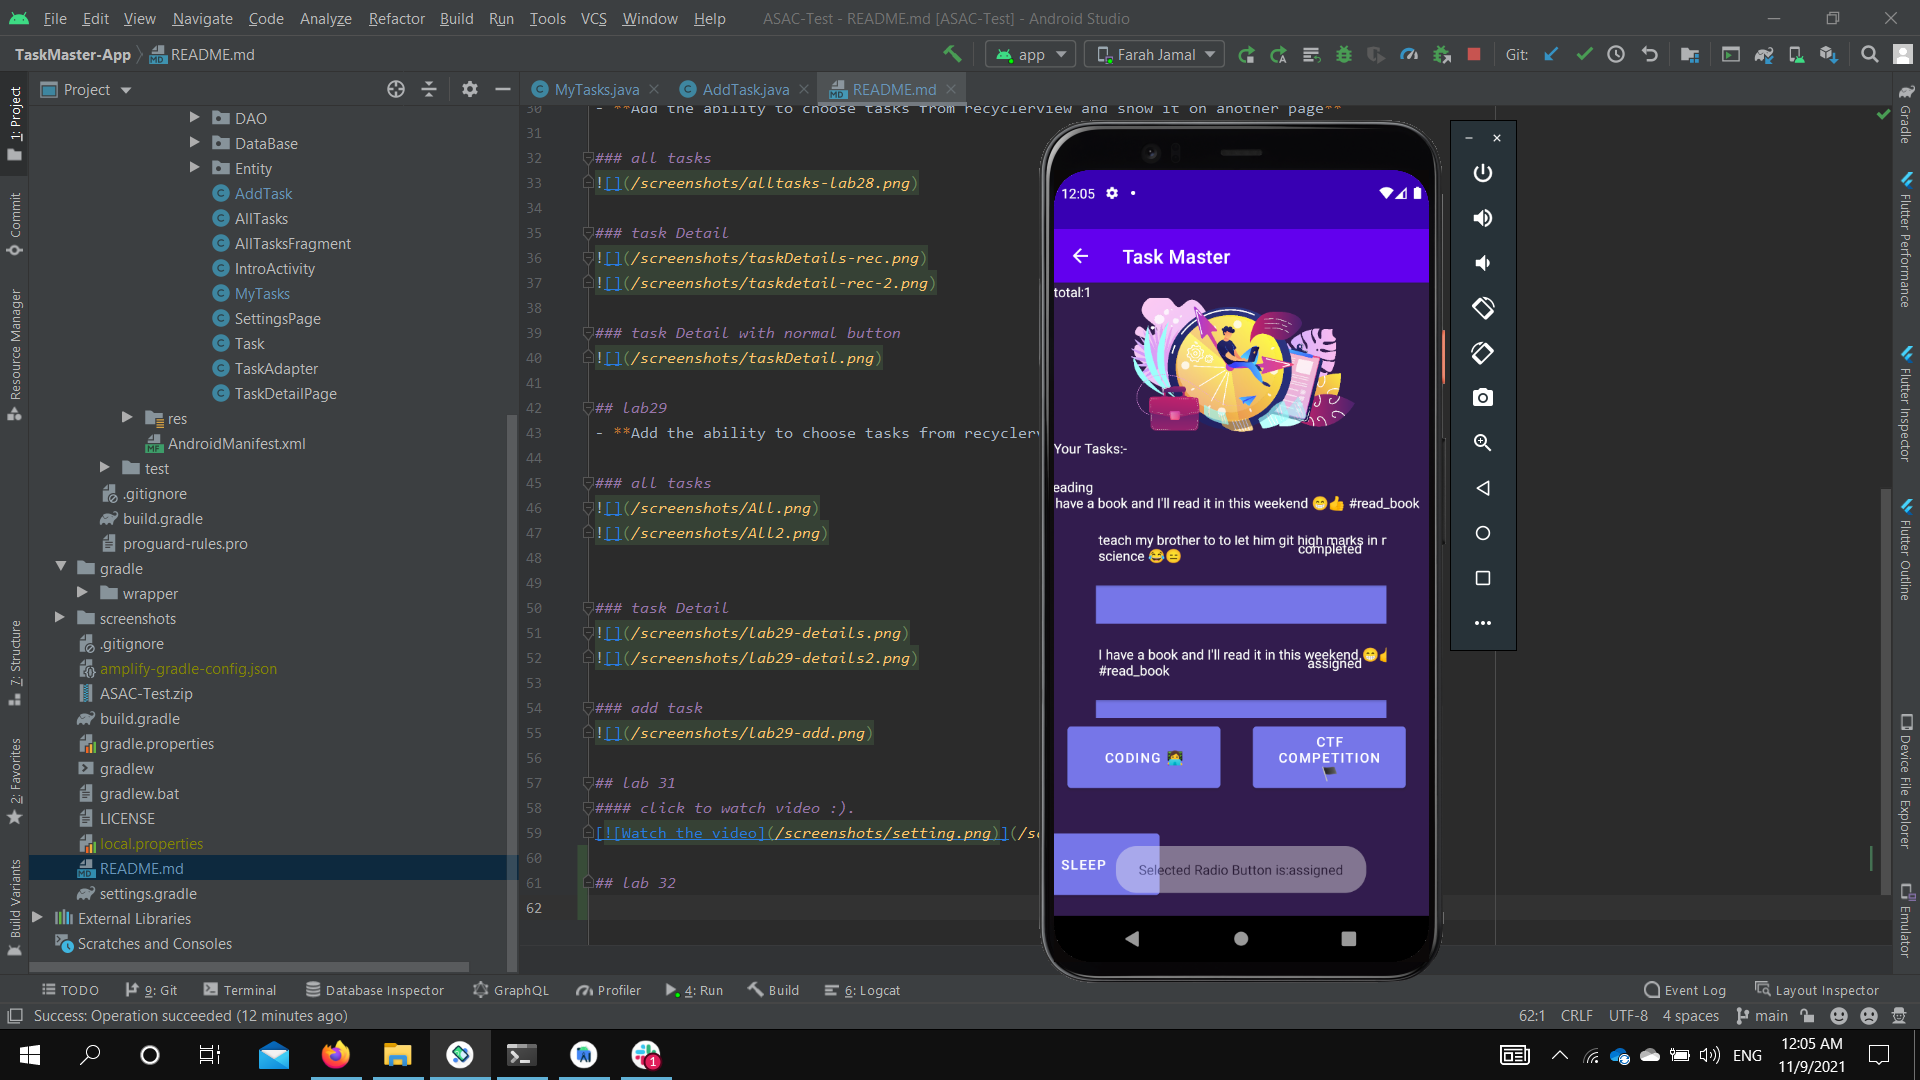 File Edit View Navigate Code Analyze Refactor Build Run Tools VCS Window Help ASAC-Test - README.md [ASAC-Test] - Android Studio
TaskMaster-App README.md app Farah Jamal Git:
Project MyTasks.java AddTask.java README.md
1: Project
Commit
Resource Manager
7: Structure
2: Favorites
Build Variants
DAO
DataBase
Entity
AddTask
AllTasks
AllTasksFragment
IntroActivity
MyTasks
SettingsPage
Task
TaskAdapter
TaskDetailPage
res
AndroidManifest.xml
test
.gitignore
build.gradle
proguard-rules.pro
gradle
wrapper
screenshots
.gitignore
amplify-gradle-config.json
ASAC-Test.zip
build.gradle
gradle.properties
gradlew
gradlew.bat
LICENSE
local.properties
README.md
settings.gradle
External Libraries
Scratches and Consoles
30 - **Add the ability to choose tasks from recyclerview and show it on another page**
31
32 ### all tasks
33 ![](/screenshots/alltasks-lab28.png)
34
35 ### task Detail
36 ![](/screenshots/taskDetails-rec.png)
37 ![](/screenshots/taskdetail-rec-2.png)
38
39 ### task Detail with normal button
40 ![](/screenshots/taskDetail.png)
41
42 ## lab29
43 - **Add the ability to choose tasks from recyclerv
44
45 ### all tasks
46 ![](/screenshots/All.png)
47 ![](/screenshots/All2.png)
48
49
50 ### task Detail
51 ![](/screenshots/lab29-details.png)
52 ![](/screenshots/lab29-details2.png)
53
54 ### add task
55 ![](/screenshots/lab29-add.png)
56
57 ## lab 31
58 #### click to watch video :).
59 [![Watch the video](/screenshots/setting.png)](/sc
60
61 ## lab 32
62
12:05
Task Master
total:1
Your Tasks:-
eading
have a book and I'll read it in this weekend 😁👍 #read_book
teach my brother to to let him git high marks in r
completed
science 😂😑
I have a book and I'll read it in this weekend 😁👍
assigned
#read_book
CODING 👩‍💻
CTF
COMPETITION
🏴
SLEEP
Selected Radio Button is:assigned
Gradle
Flutter Performance
Flutter Inspector
Flutter Outline
Device File Explorer
Emulator
TODO 9: Git Terminal Database Inspector GraphQL Profiler 4: Run Build 6: Logcat Event Log Layout Inspector
Success: Operation succeeded (12 minutes ago) 62:1 CRLF UTF-8 4 spaces main
1
ENG
12:05 AM
11/9/2021